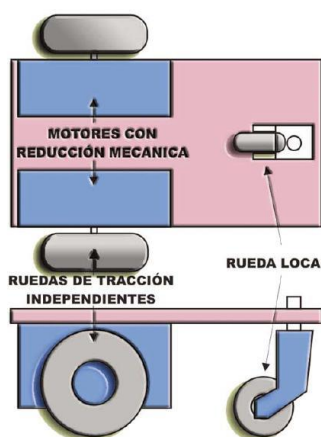 MOTORES CON
REDUCCIÓN MECANICA
RUEDAS DE TRACCIÓN
INDEPENDIENTES
RUEDA LOCA